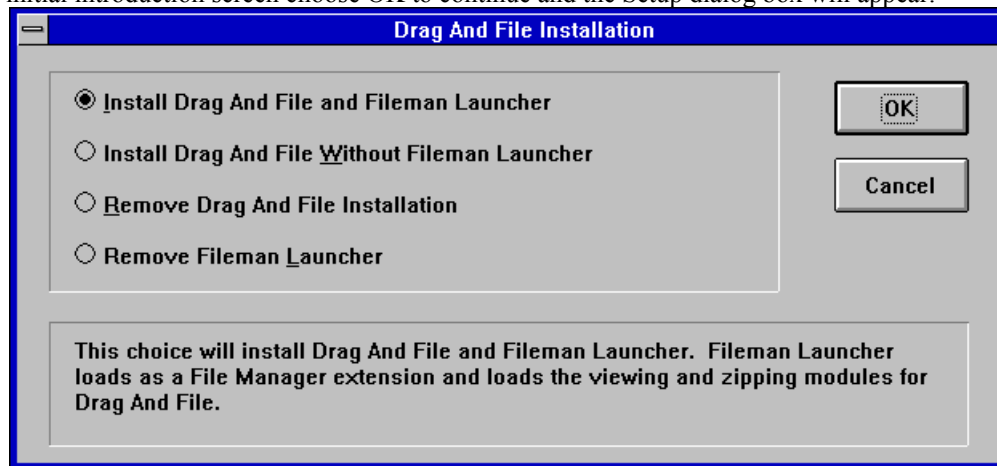 initial introduction screen choose OK to continue and the Setup dialog box will appear.
Drag And File Installation
Install Drag And File and Fileman Launcher
Install Drag And File Without Fileman Launcher
Remove Drag And File Installation
Remove Fileman Launcher
OK
Cancel
This choice will install Drag And File and Fileman Launcher. Fileman Launcher
loads as a File Manager extension and loads the viewing and zipping modules for
Drag And File.